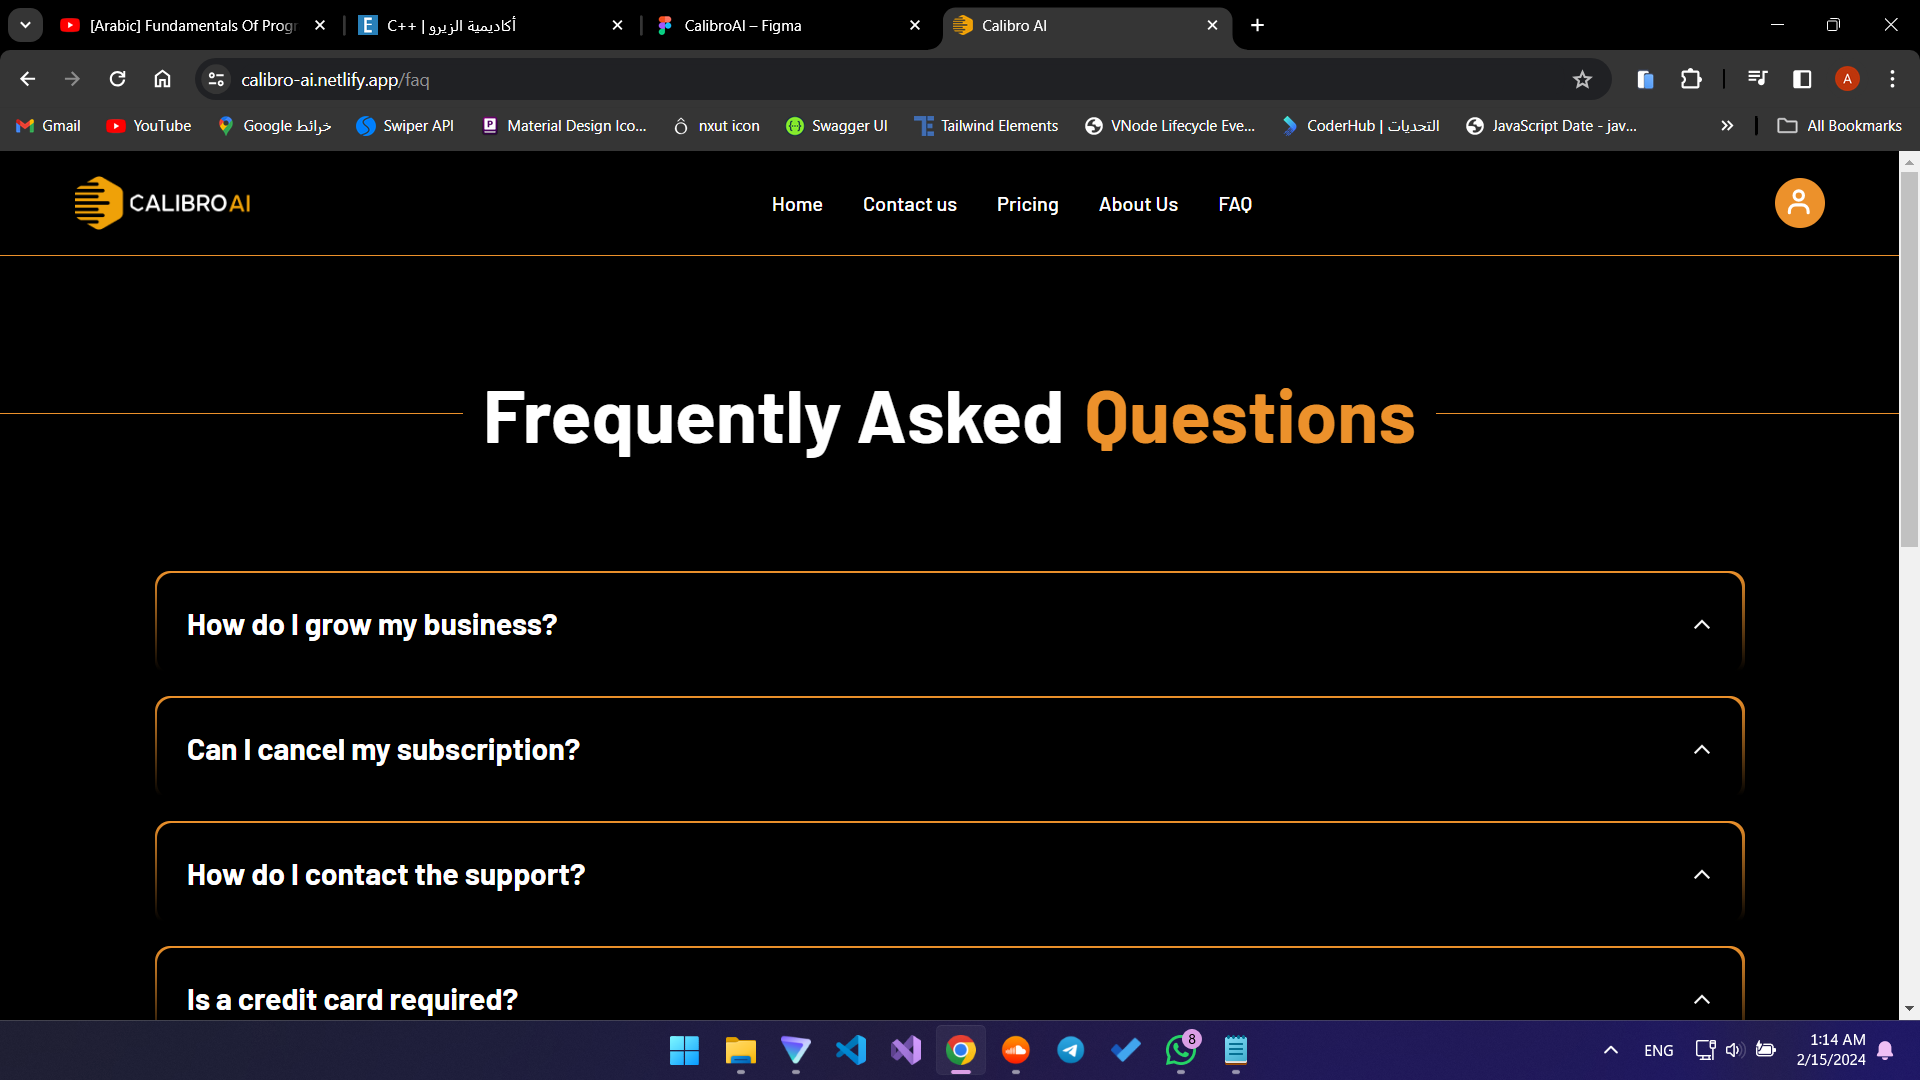 [Arabic] Fundamentals Of Progr
C++ | أكاديمية الزيرو
CalibroAI – Figma
Calibro AI
calibro-ai.netlify.app/faq
A
Gmail
YouTube
Google خرائط
Swiper API
Material Design Ico...
nxut icon
Swagger UI
Tailwind Elements
VNode Lifecycle Eve...
CoderHub | التحديات
JavaScript Date - jav...
All Bookmarks
CALIBRO AI
Home
Contact us
Pricing
About Us
FAQ
Frequently Asked Questions
How do I grow my business?
Can I cancel my subscription?
How do I contact the support?
Is a credit card required?
8
ENG
1:14 AM
2/15/2024